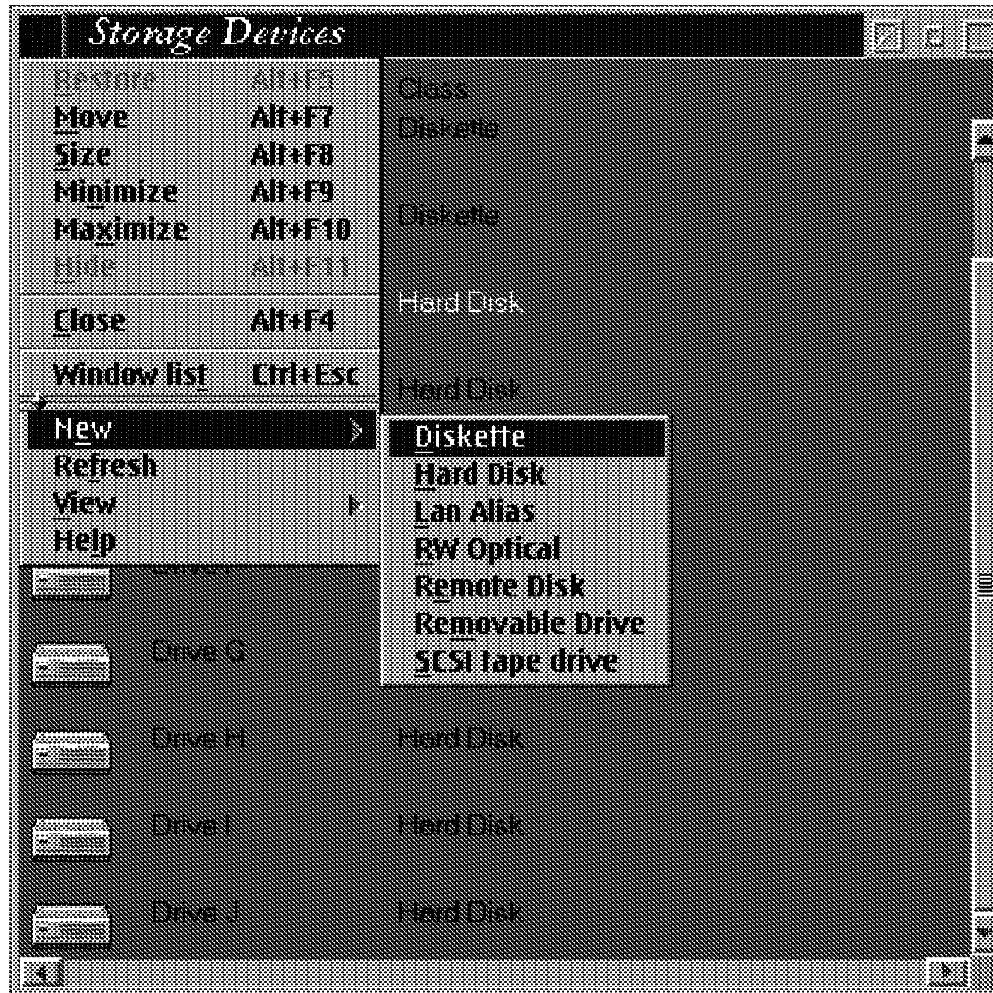 Storage Devices
Restore Alt+F5
Move Alt+F7
Size Alt+F8
Minimize Alt+F9
Maximize Alt+F10
Hide Alt+F11
Close Alt+F4
Window list Ctrl+Esc
New
Refresh
View
Help
Class
Diskette
Diskette
Hard Disk
Hard Disk
Diskette
Hard Disk
Lan Alias
RW Optical
Remote Disk
Removable Drive
SCSI tape drive
Drive G
Drive H Hard Disk
Drive I Hard Disk
Drive J Hard Disk